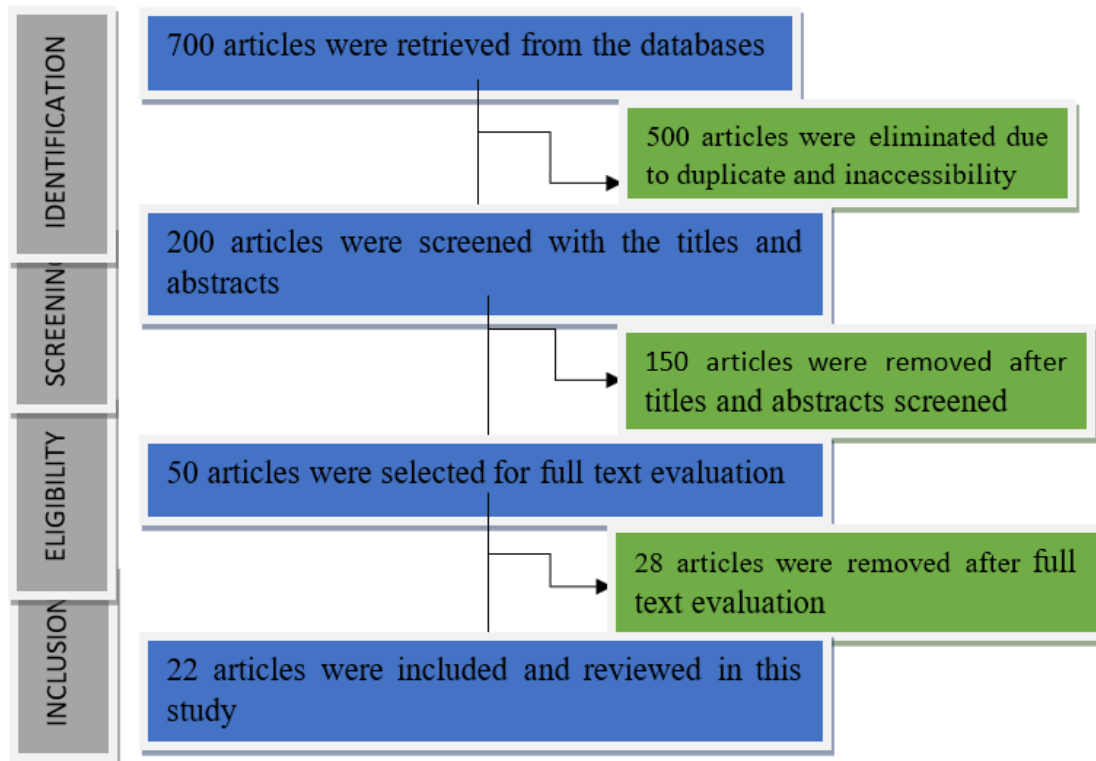 IDENTIFICATION
700 articles were retrieved from the databases
500 articles were eliminated due
to duplicate and inaccessibility
SCREENING
200 articles were screened with the titles and
abstracts
150 articles were removed after
titles and abstracts screened
ELIGIBILITY
50 articles were selected for full text evaluation
28 articles were removed after full
text evaluation
INCLUSION
22 articles were included and reviewed in this
study